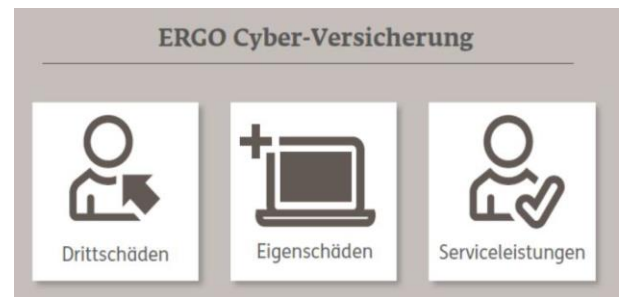 ERGO Cyber-Versicherung
Drittschäden
Eigenschäden
Serviceleistungen